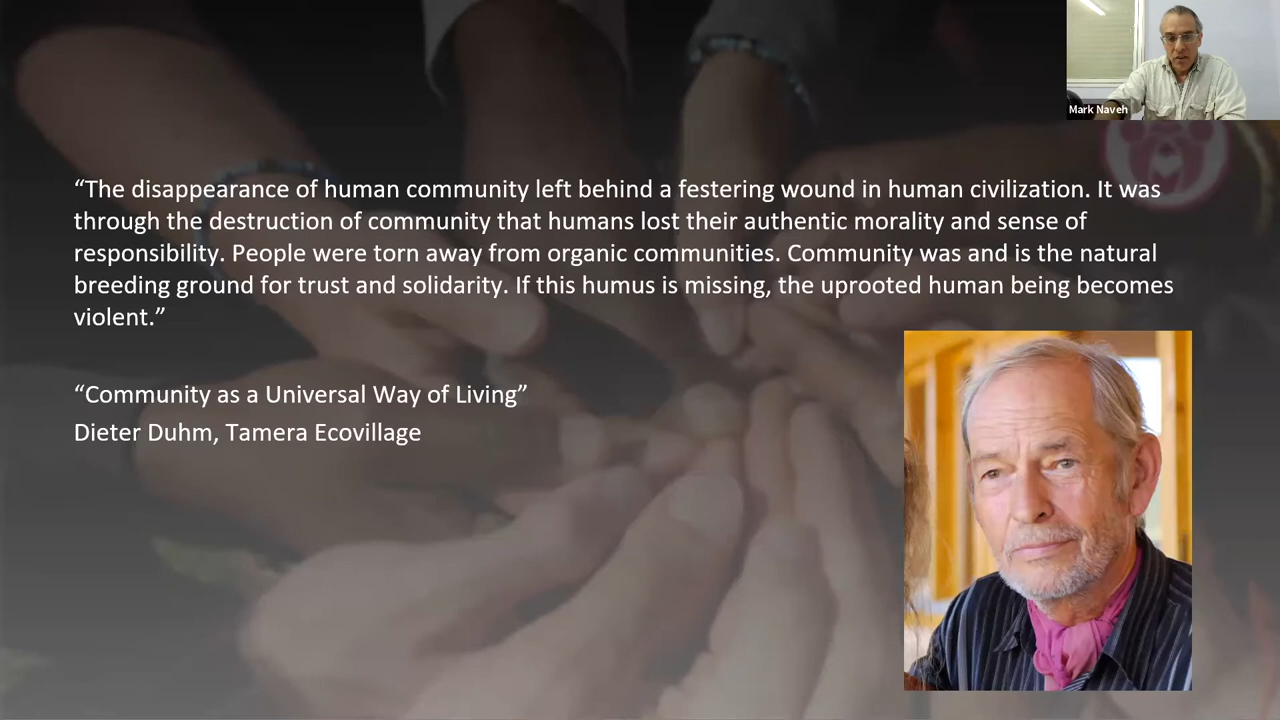 Mark Naveh
“The disappearance of human community left behind a festering wound in human civilization. It was
through the destruction of community that humans lost their authentic morality and sense of
responsibility. People were torn away from organic communities. Community was and is the natural
breeding ground for trust and solidarity. If this humus is missing, the uprooted human being becomes
violent.”
“Community as a Universal Way of Living”
Dieter Duhm, Tamera Ecovillage